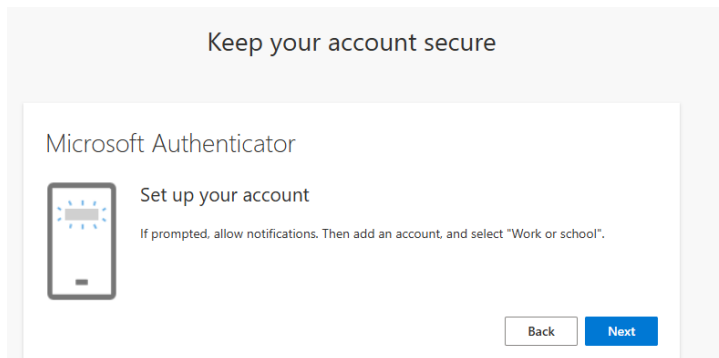 Keep your account secure
Microsoft Authenticator
Set up your account
If prompted, allow notifications. Then add an account, and select "Work or school".
Back Next